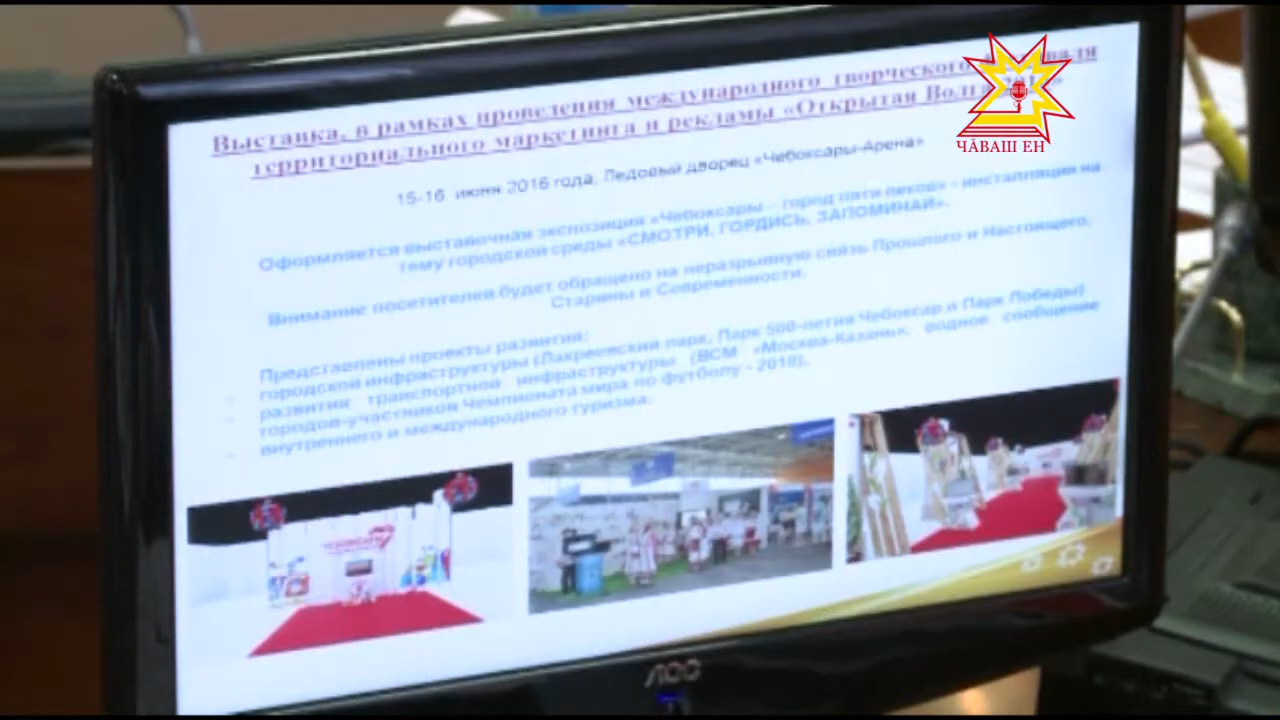 Выставка, в рамках проведения международного творческого
территориального маркетинга и рекламы «Открытая
15-16 июня 2016 года, Ледовый дворец «Чебоксары-Арена»
Оформляется выставочная экспозиция «Чебоксары – город пяти веков» - инсталляция на
тему городской среды «СМОТРИ, ГОРДИСЬ, ЗАПОМИНАЙ».
Внимание посетителей будет обращено на неразрывную связь Прошлого и Настоящего,
Старины и Современности.
Представлены проекты развития:
- городской инфраструктуры (Лакреевский парк, Парк 500-летия Чебоксар и Парк Победы)
- развития транспортной инфраструктуры (ВСМ «Москва-Казань», водное сообщение
городов-участников Чемпионата мира по футболу - 2018),
- внутреннего и международного туризма.
ЧӐВАШ ЕН
AOC